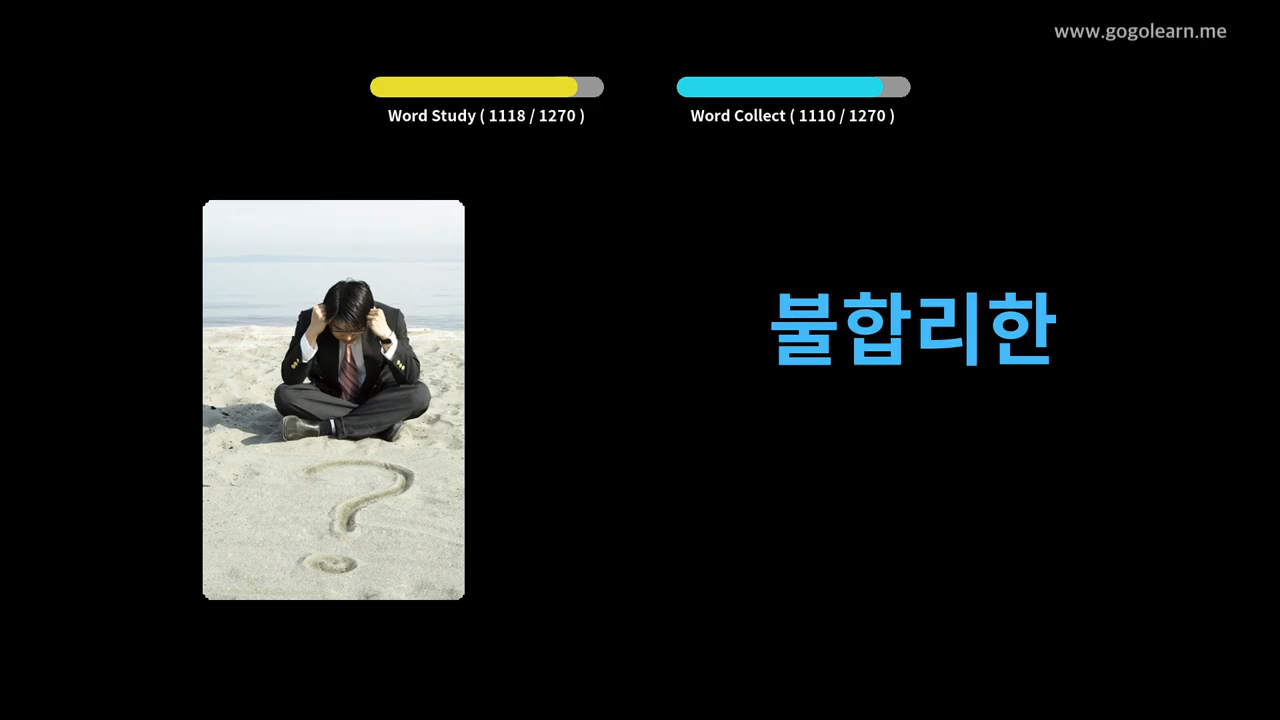 www.gogolearn.me
Word Study ( 1118 / 1270 )
Word Collect ( 1110 / 1270 )
불합리한
?